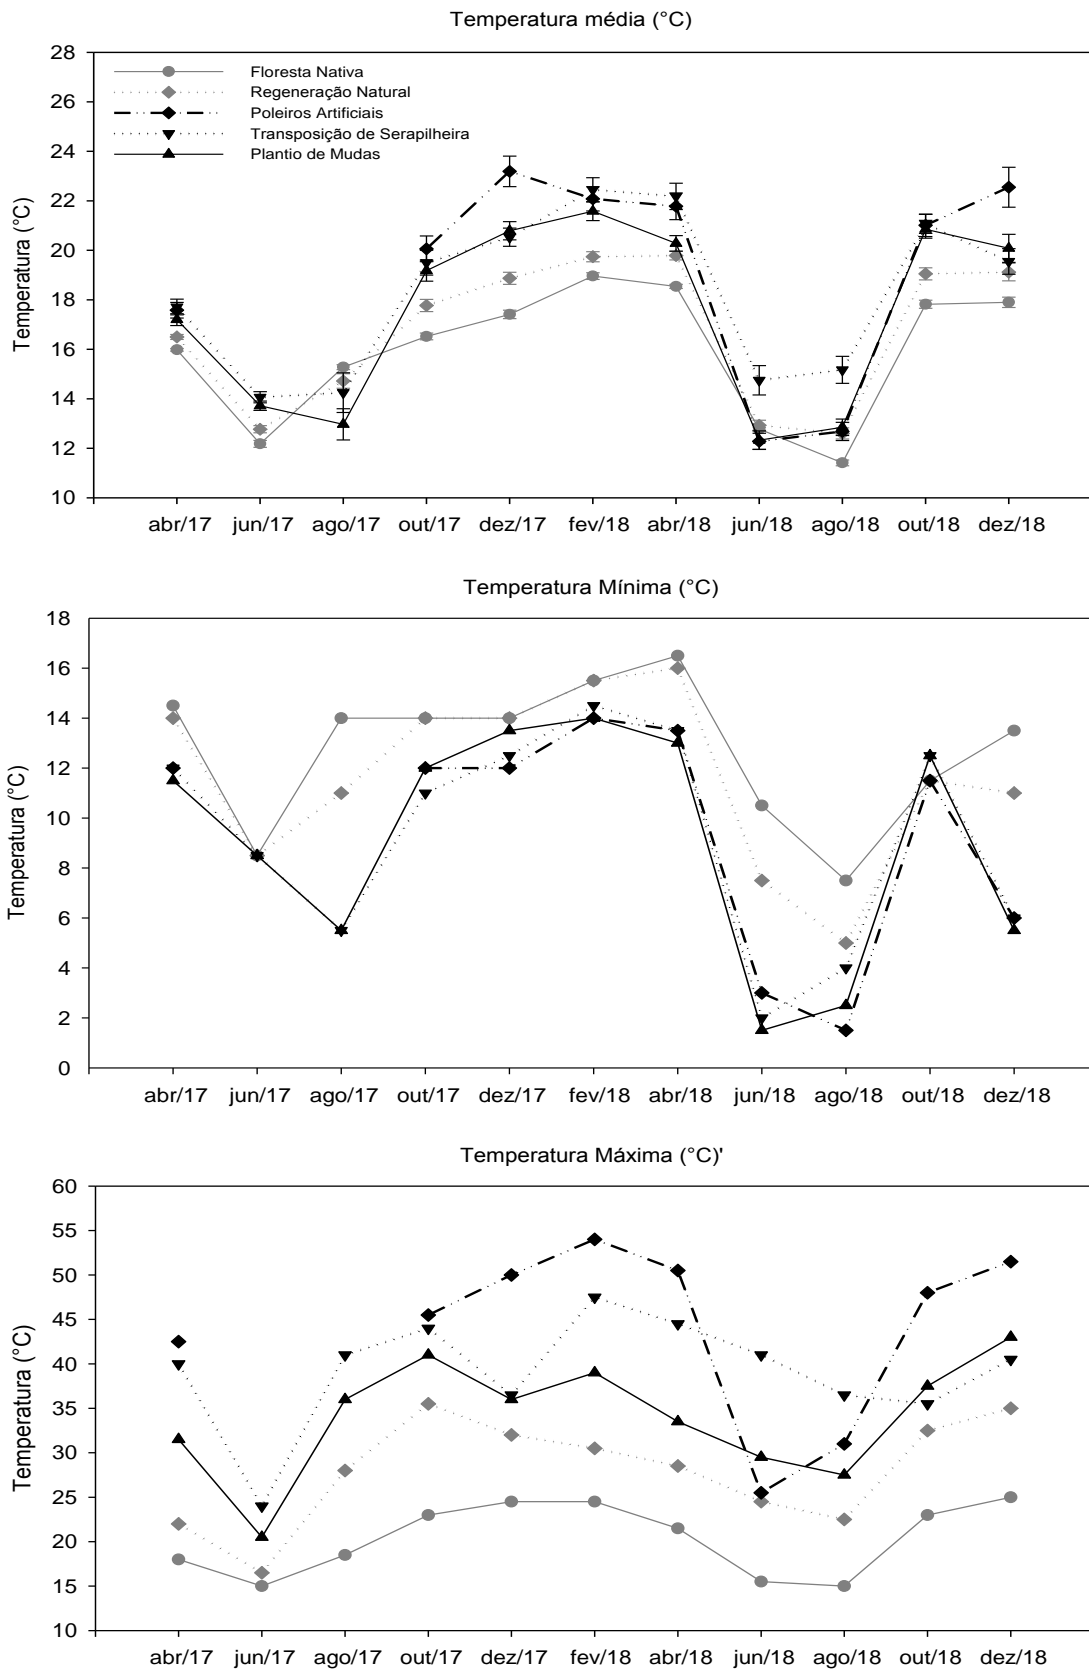 Temperatura média (°C)
28
26
24
22
20
18
16
14
12
10
Temperatura (°C)
Floresta Nativa
Regeneração Natural
Poleiros Artificiais
Transposição de Serapilheira
Plantio de Mudas
abr/17 jun/17 ago/17 out/17 dez/17 fev/18 abr/18 jun/18 ago/18 out/18 dez/18
Temperatura Mínima (°C)
18
16
14
12
10
8
6
4
2
0
Temperatura (°C)
abr/17 jun/17 ago/17 out/17 dez/17 fev/18 abr/18 jun/18 ago/18 out/18 dez/18
Temperatura Máxima (°C)'
60
55
50
45
40
35
30
25
20
15
10
Temperatura (°C)
abr/17 jun/17 ago/17 out/17 dez/17 fev/18 abr/18 jun/18 ago/18 out/18 dez/18